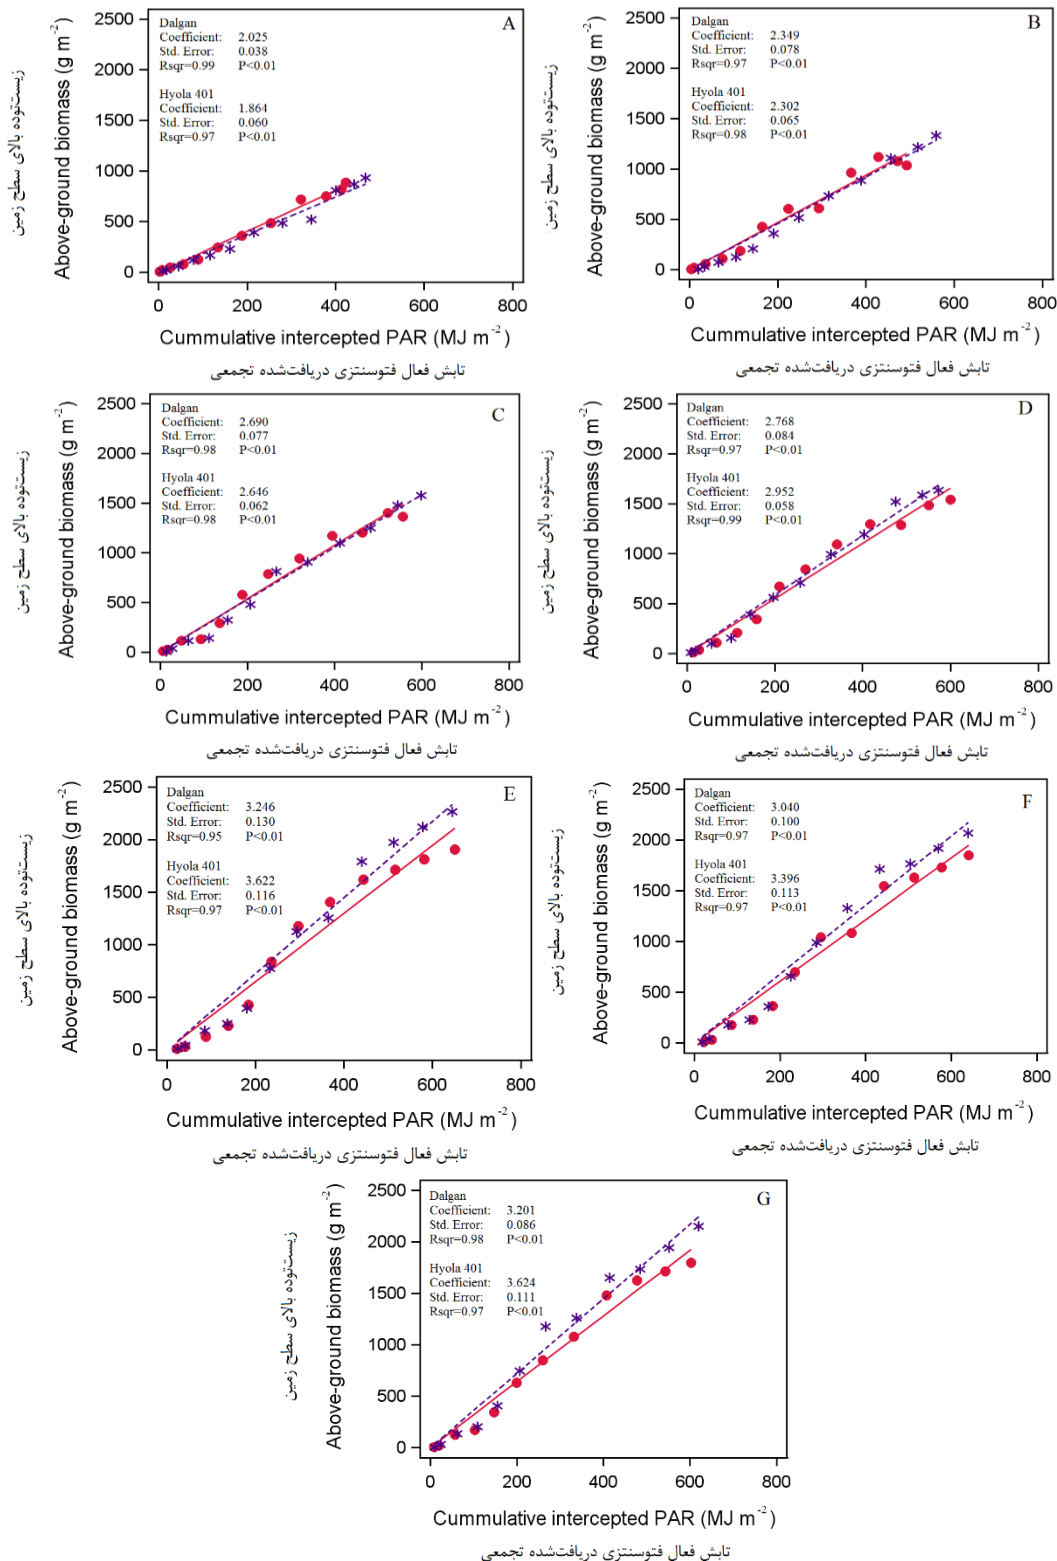 A
Dalgan
Coefficient: 2.025
Std. Error: 0.038
Rsqr=0.99 P<0.01
Hyola 401
Coefficient: 1.864
Std. Error: 0.060
Rsqr=0.97 P<0.01
2500
2000
1500
1000
500
0
0 200 400 600 800
زیست‌توده بالای سطح زمین
Above-ground biomass (g m-2)
Cummulative intercepted PAR (MJ m-2)
تابش فعال فتوسنتزی دریافت‌شده تجمعی
B
Dalgan
Coefficient: 2.349
Std. Error: 0.078
Rsqr=0.97 P<0.01
Hyola 401
Coefficient: 2.302
Std. Error: 0.065
Rsqr=0.98 P<0.01
2500
2000
1500
1000
500
0
0 200 400 600 800
زیست‌توده بالای سطح زمین
Above-ground biomass (g m-2)
Cummulative intercepted PAR (MJ m-2)
تابش فعال فتوسنتزی دریافت‌شده تجمعی
C
Dalgan
Coefficient: 2.690
Std. Error: 0.077
Rsqr=0.98 P<0.01
Hyola 401
Coefficient: 2.646
Std. Error: 0.062
Rsqr=0.98 P<0.01
2500
2000
1500
1000
500
0
0 200 400 600 800
زیست‌توده بالای سطح زمین
Above-ground biomass (g m-2)
Cummulative intercepted PAR (MJ m-2)
تابش فعال فتوسنتزی دریافت‌شده تجمعی
D
Dalgan
Coefficient: 2.768
Std. Error: 0.084
Rsqr=0.97 P<0.01
Hyola 401
Coefficient: 2.952
Std. Error: 0.058
Rsqr=0.99 P<0.01
2500
2000
1500
1000
500
0
0 200 400 600 800
زیست‌توده بالای سطح زمین
Above-ground biomass (g m-2)
Cummulative intercepted PAR (MJ m-2)
تابش فعال فتوسنتزی دریافت‌شده تجمعی
E
Dalgan
Coefficient: 3.246
Std. Error: 0.130
Rsqr=0.95 P<0.01
Hyola 401
Coefficient: 3.622
Std. Error: 0.116
Rsqr=0.97 P<0.01
2500
2000
1500
1000
500
0
0 200 400 600 800
زیست‌توده بالای سطح زمین
Above-ground biomass (g m-2)
Cummulative intercepted PAR (MJ m-2)
تابش فعال فتوسنتزی دریافت‌شده تجمعی
F
Dalgan
Coefficient: 3.040
Std. Error: 0.100
Rsqr=0.97 P<0.01
Hyola 401
Coefficient: 3.396
Std. Error: 0.113
Rsqr=0.97 P<0.01
2500
2000
1500
1000
500
0
0 200 400 600 800
زیست‌توده بالای سطح زمین
Above-ground biomass (g m-2)
Cummulative intercepted PAR (MJ m-2)
تابش فعال فتوسنتزی دریافت‌شده تجمعی
G
Dalgan
Coefficient: 3.201
Std. Error: 0.086
Rsqr=0.98 P<0.01
Hyola 401
Coefficient: 3.624
Std. Error: 0.111
Rsqr=0.97 P<0.01
2500
2000
1500
1000
500
0
0 200 400 600 800
زیست‌توده بالای سطح زمین
Above-ground biomass (g m-2)
Cummulative intercepted PAR (MJ m-2)
تابش فعال فتوسنتزی دریافت‌شده تجمعی